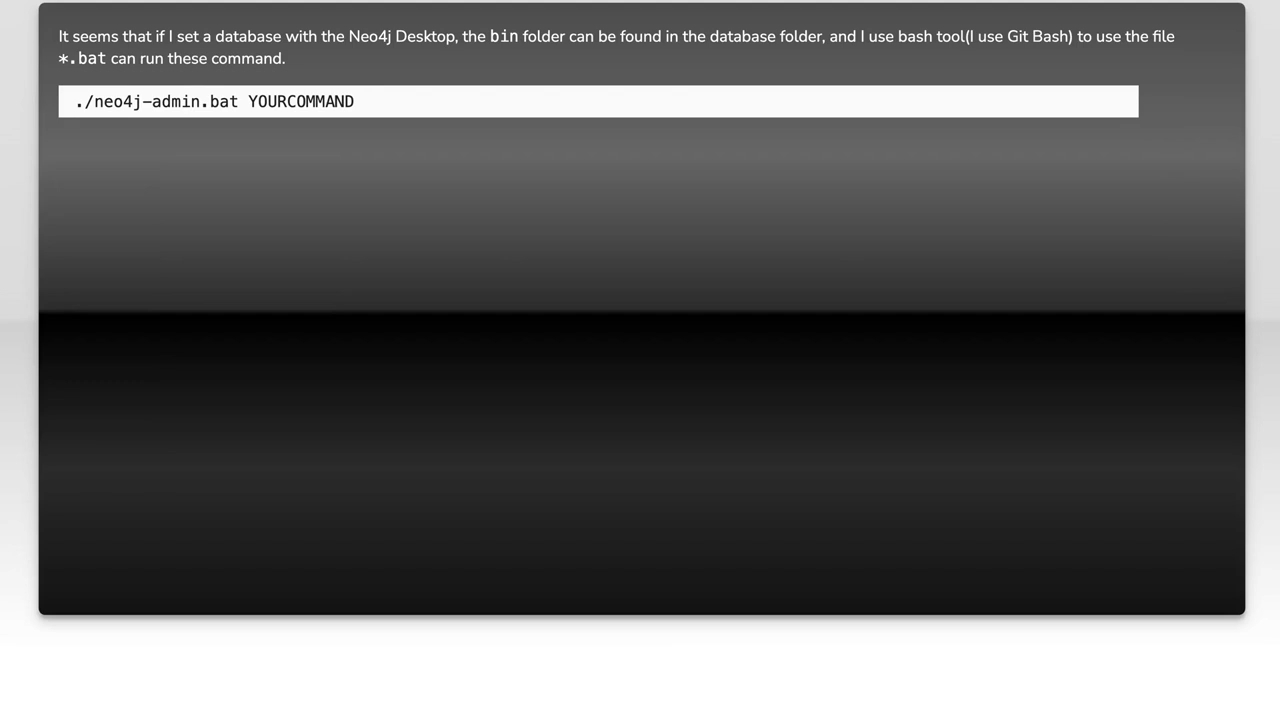 It seems that if I set a database with the Neo4j Desktop, the bin folder can be found in the database folder, and I use bash tool(I use Git Bash) to use the file
*.bat can run these command.
./neo4j-admin.bat YOURCOMMAND